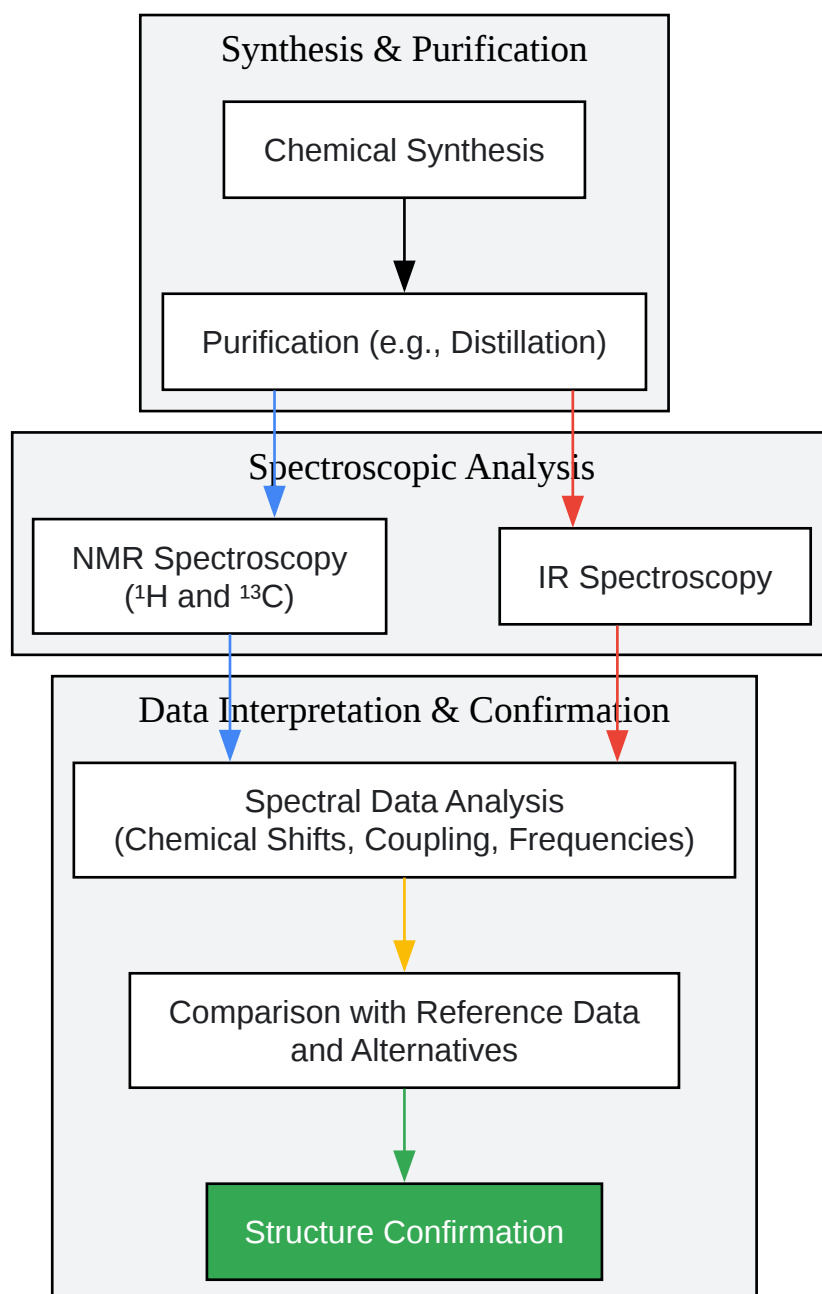 Synthesis & Purification
Chemical Synthesis
Purification (e.g., Distillation)
Spectroscopic Analysis
NMR Spectroscopy
(¹H and ¹³C)
IR Spectroscopy
Data Interpretation & Confirmation
Spectral Data Analysis
(Chemical Shifts, Coupling, Frequencies)
Comparison with Reference Data
and Alternatives
Structure Confirmation